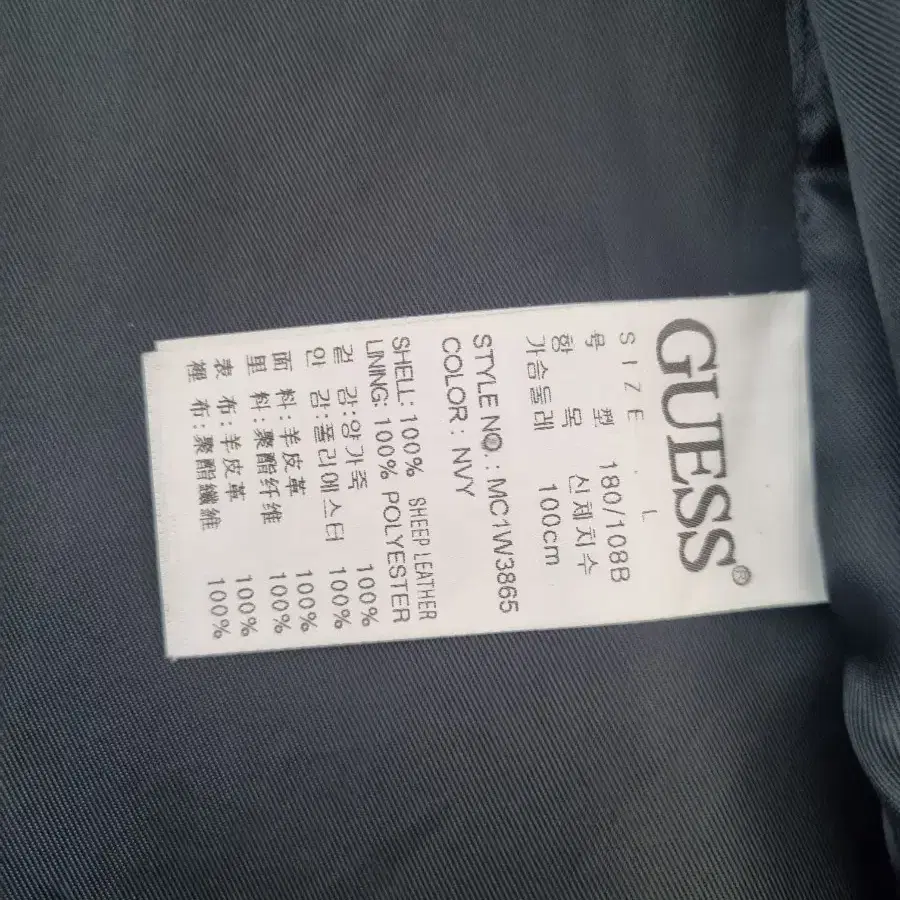 GUESS®
SIZE : L
호 型 180/108B
항 목 신체치수
가슴둘레 100cm
STYLE NO.: MC1W3865
COLOR : NVY
SHELL: 100% SHEEP LEATHER
LINING: 100% POLYESTER
겉 감:양가죽 100%
안 감:폴리에스터 100%
面 料:羊皮革 100%
里 料:聚酯纤维 100%
表 布:羊皮革 100%
裡 布:聚酯纖維 100%